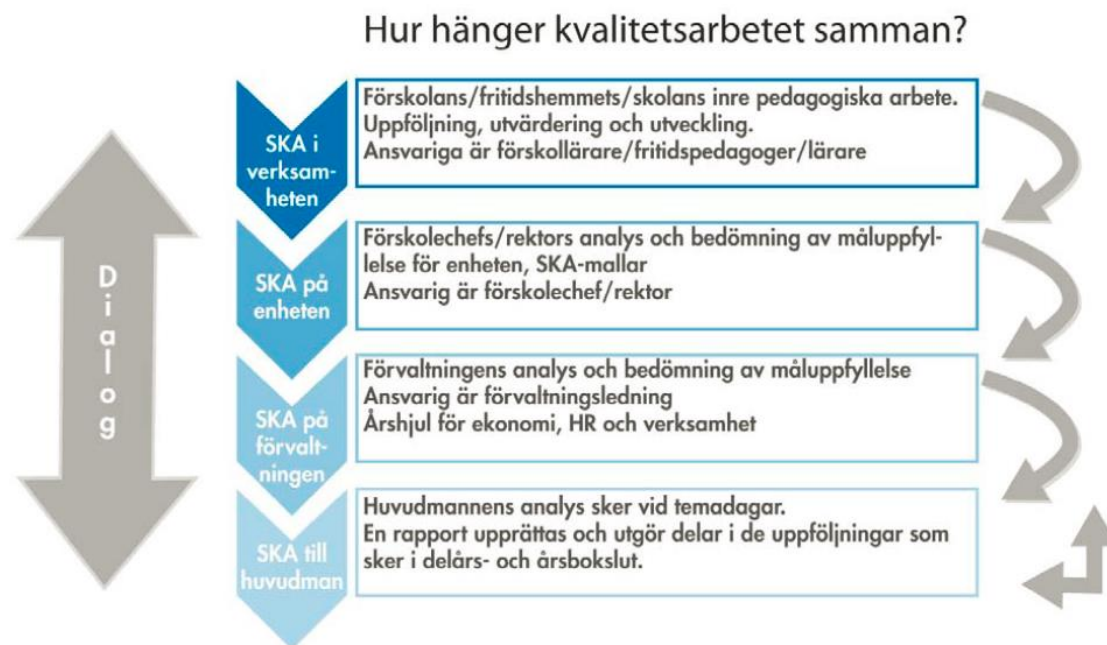 Hur hänger kvalitetsarbetet samman?
Dialog
SKA i
verksam-
heten
Förskolans/fritidshemmets/skolans inre pedagogiska arbete.
Uppföljning, utvärdering och utveckling.
Ansvariga är förskollärare/fritidspedagoger/lärare
SKA på
enheten
Förskolechefs/rektors analys och bedömning av måluppfyl-
lelse för enheten, SKA-mallar
Ansvarig är förskolechef/rektor
SKA på
förvalt-
ningen
Förvaltningens analys och bedömning av måluppfyllelse
Ansvarig är förvaltningsledning
Årshjul för ekonomi, HR och verksamhet
SKA till
huvudman
Huvudmannens analys sker vid temadagar.
En rapport upprättas och utgör delar i de uppföljningar som
sker i delårs- och årsbokslut.